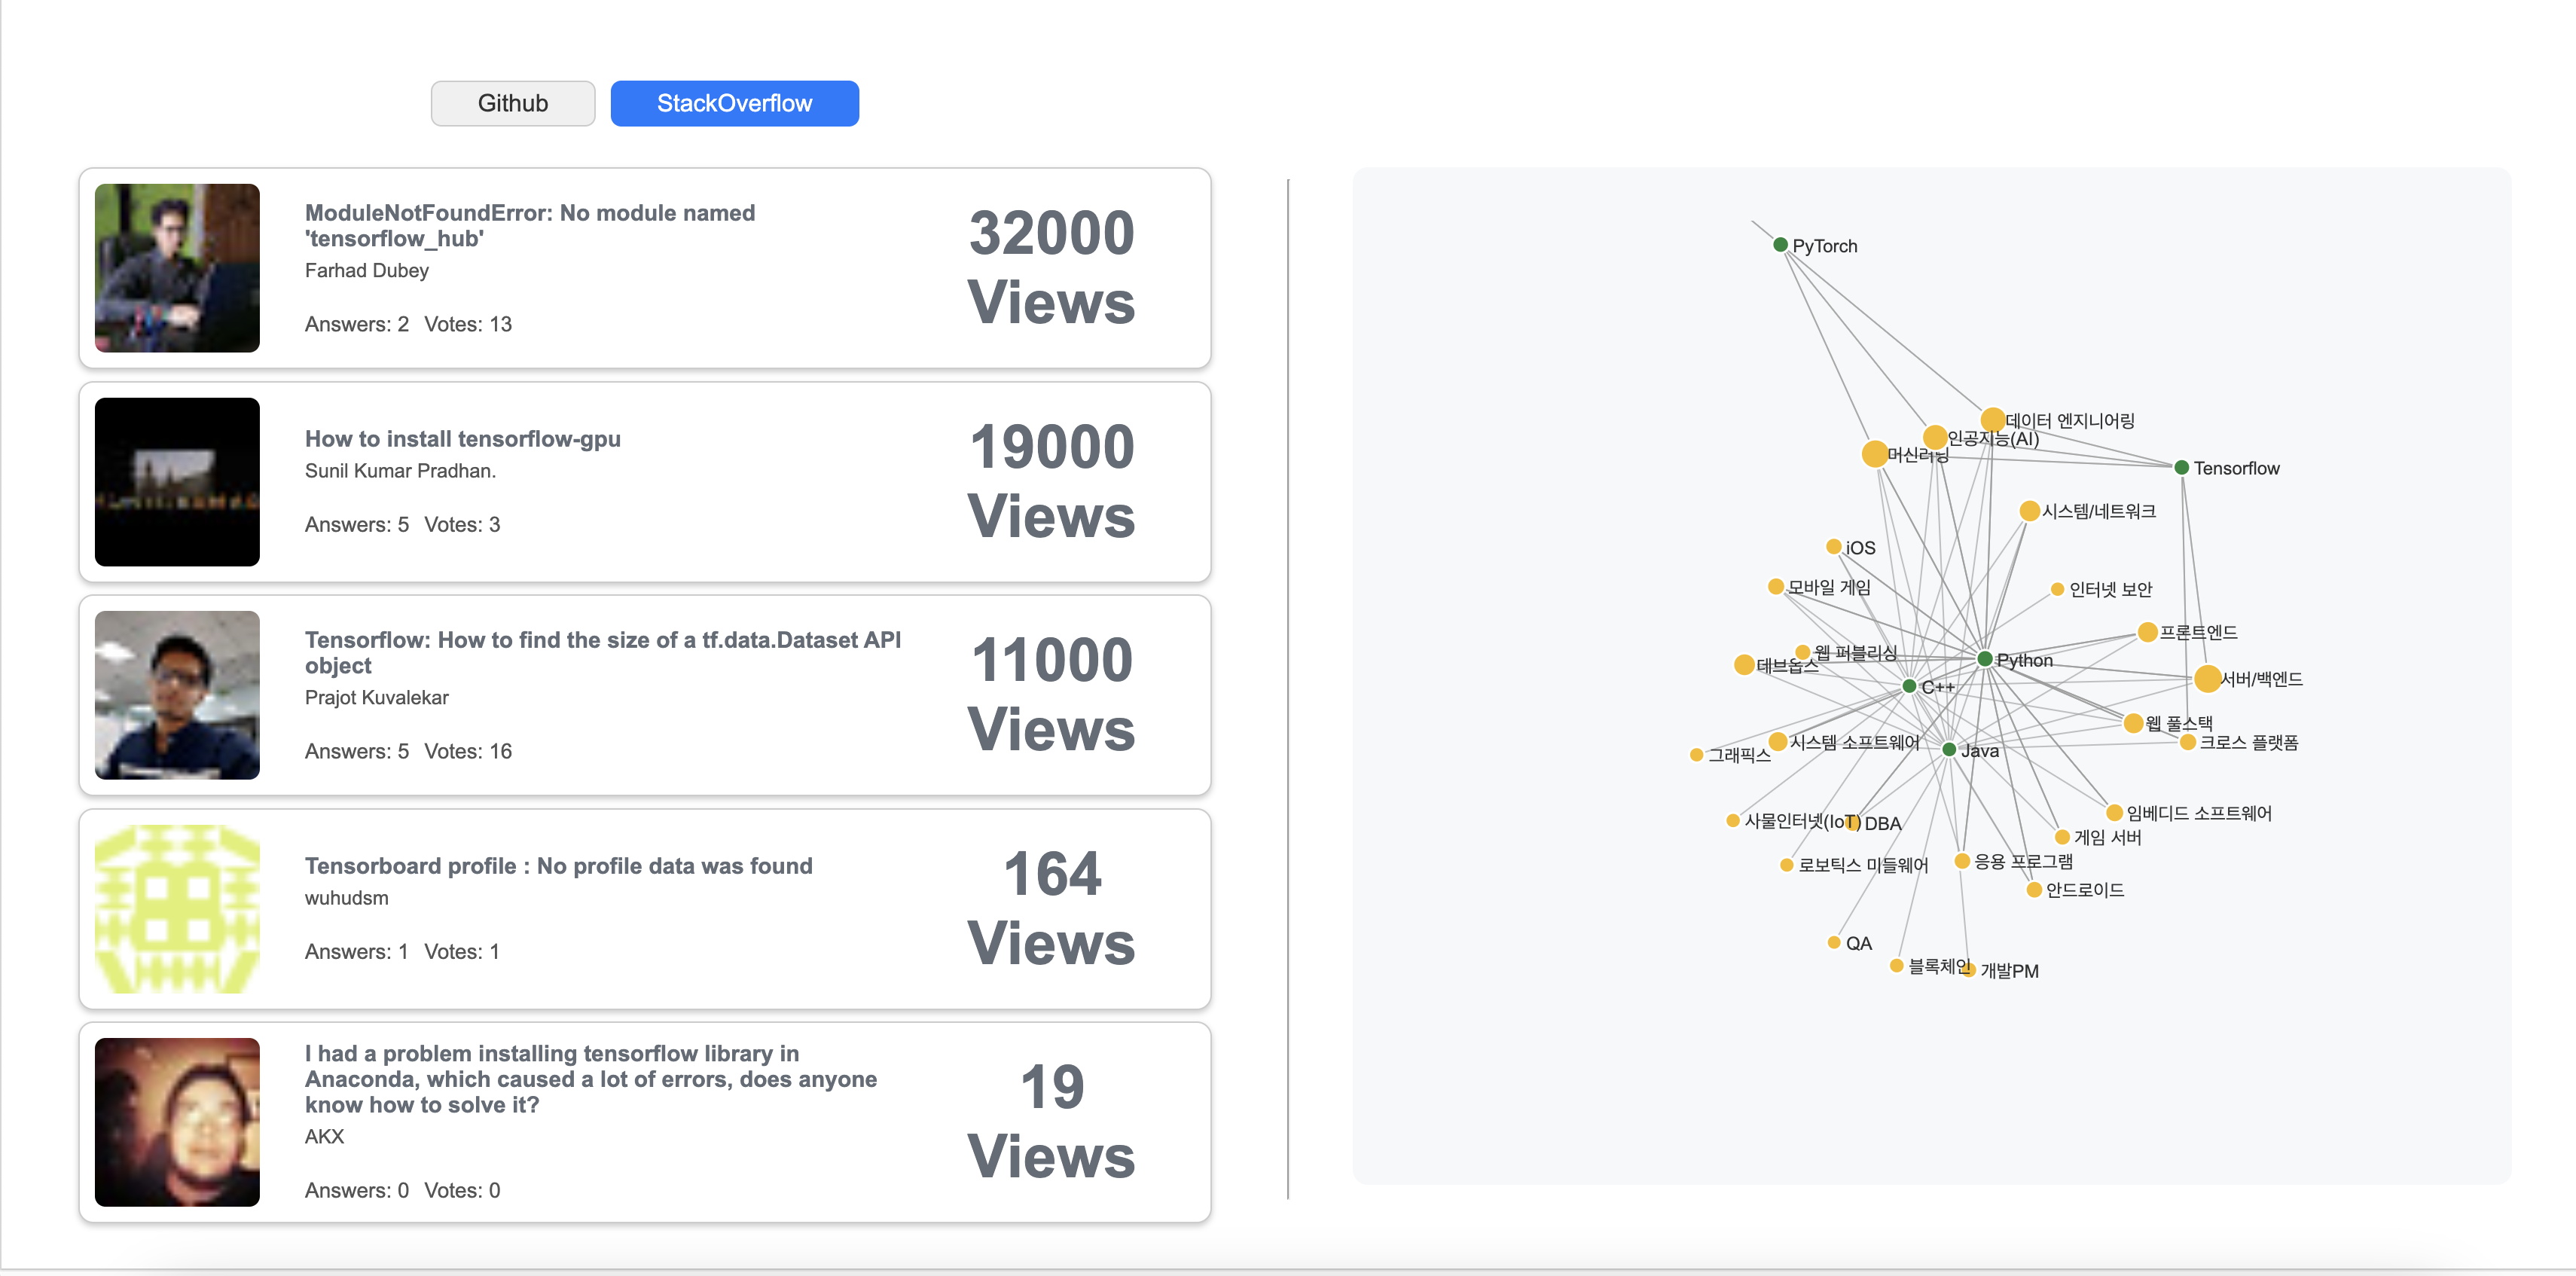 Github
StackOverflow
ModuleNotFoundError: No module named
'tensorflow_hub'
Farhad Dubey
Answers: 2 Votes: 13
32000
Views
How to install tensorflow-gpu
Sunil Kumar Pradhan.
Answers: 5 Votes: 3
19000
Views
Tensorflow: How to find the size of a tf.data.Dataset API
object
Prajot Kuvalekar
Answers: 5 Votes: 16
11000
Views
Tensorboard profile : No profile data was found
wuhudsm
Answers: 1 Votes: 1
164
Views
I had a problem installing tensorflow library in
Anaconda, which caused a lot of errors, does anyone
know how to solve it?
AKX
Answers: 0 Votes: 0
19
Views
PyTorch
데이터 엔지니어링
인공지능(AI)
머신러닝
Tensorflow
시스템/네트워크
iOS
모바일 게임
인터넷 보안
프론트엔드
웹 퍼블리싱
데브옵스
Python
서버/백엔드
C++
웹 풀스택
시스템 소프트웨어
크로스 플랫폼
그래픽스
Java
임베디드 소프트웨어
사물인터넷(IoT)
DBA
게임 서버
로보틱스 미들웨어
응용 프로그램
안드로이드
QA
블록체인
개발PM